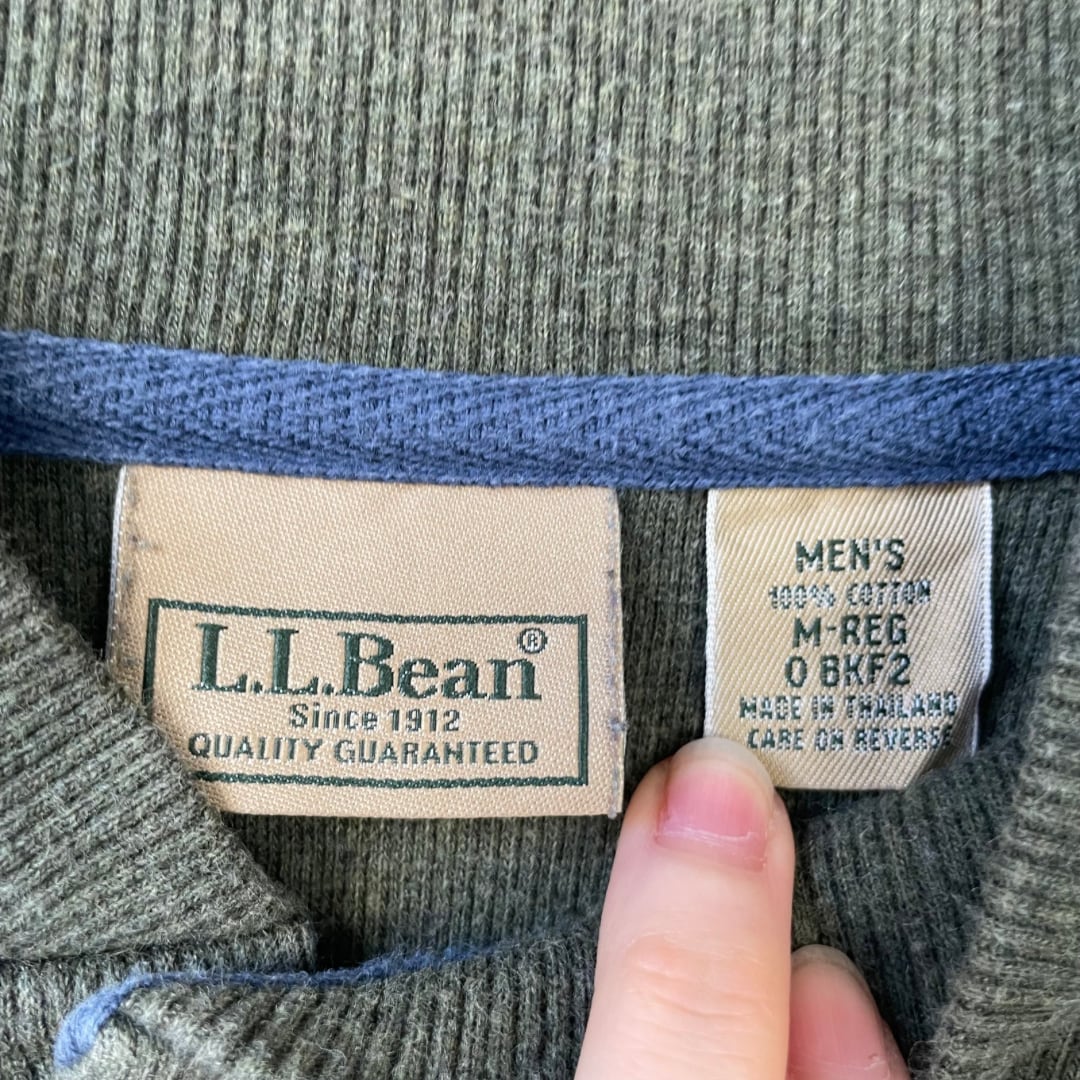 L.L.Bean®
Since 1912
QUALITY GUARANTEED
MEN'S
100% COTTON
M-REG
0 BKF2
MADE IN THAILAND
CARE ON REVERSE